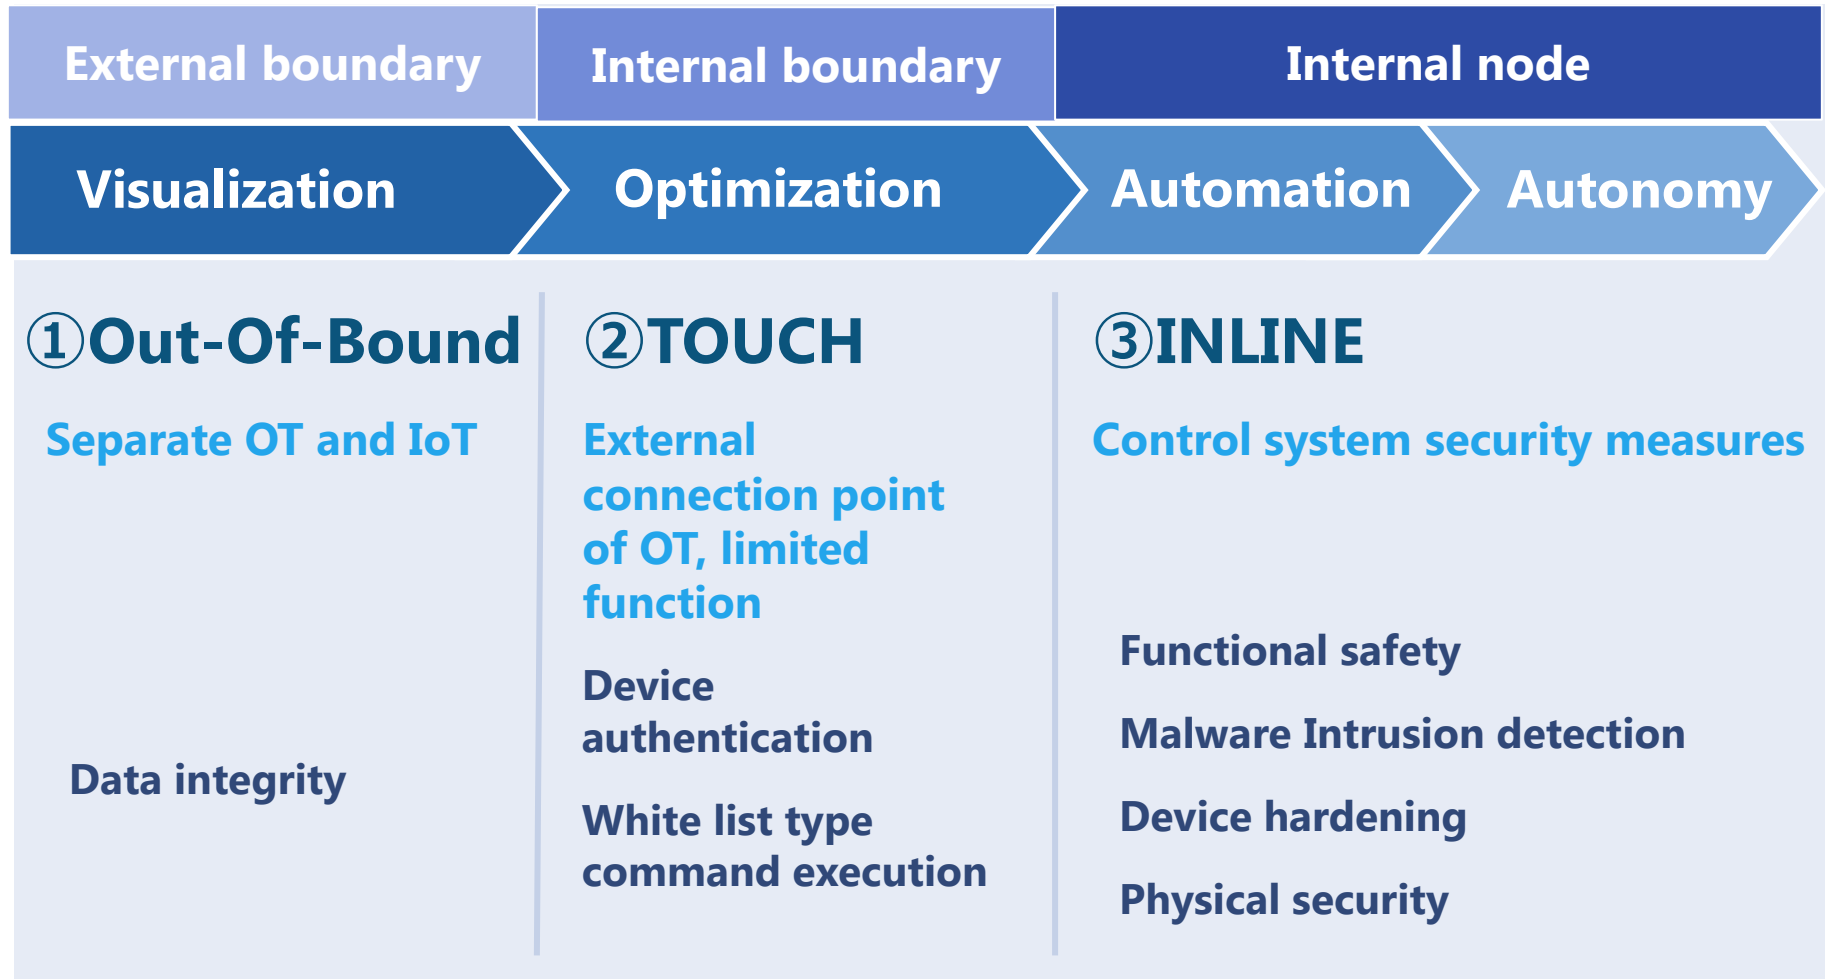 External boundary
Internal boundary
Internal node
Visualization
Optimization
Automation
Autonomy
①Out-Of-Bound
Separate OT and IoT
Data integrity
②TOUCH
External
connection point
of OT, limited
function
Device
authentication
White list type
command execution
③INLINE
Control system security measures
Functional safety
Malware Intrusion detection
Device hardening
Physical security